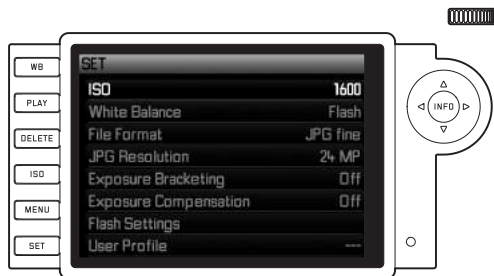 WB
PLAY
DELETE
ISO
MENU
SET
SET
ISO 1600
White Balance Flash
File Format JPG fine
JPG Resolution 24 MP
Exposure Bracketing Off
Exposure Compensation Off
Flash Settings
User Profile ---
INFO